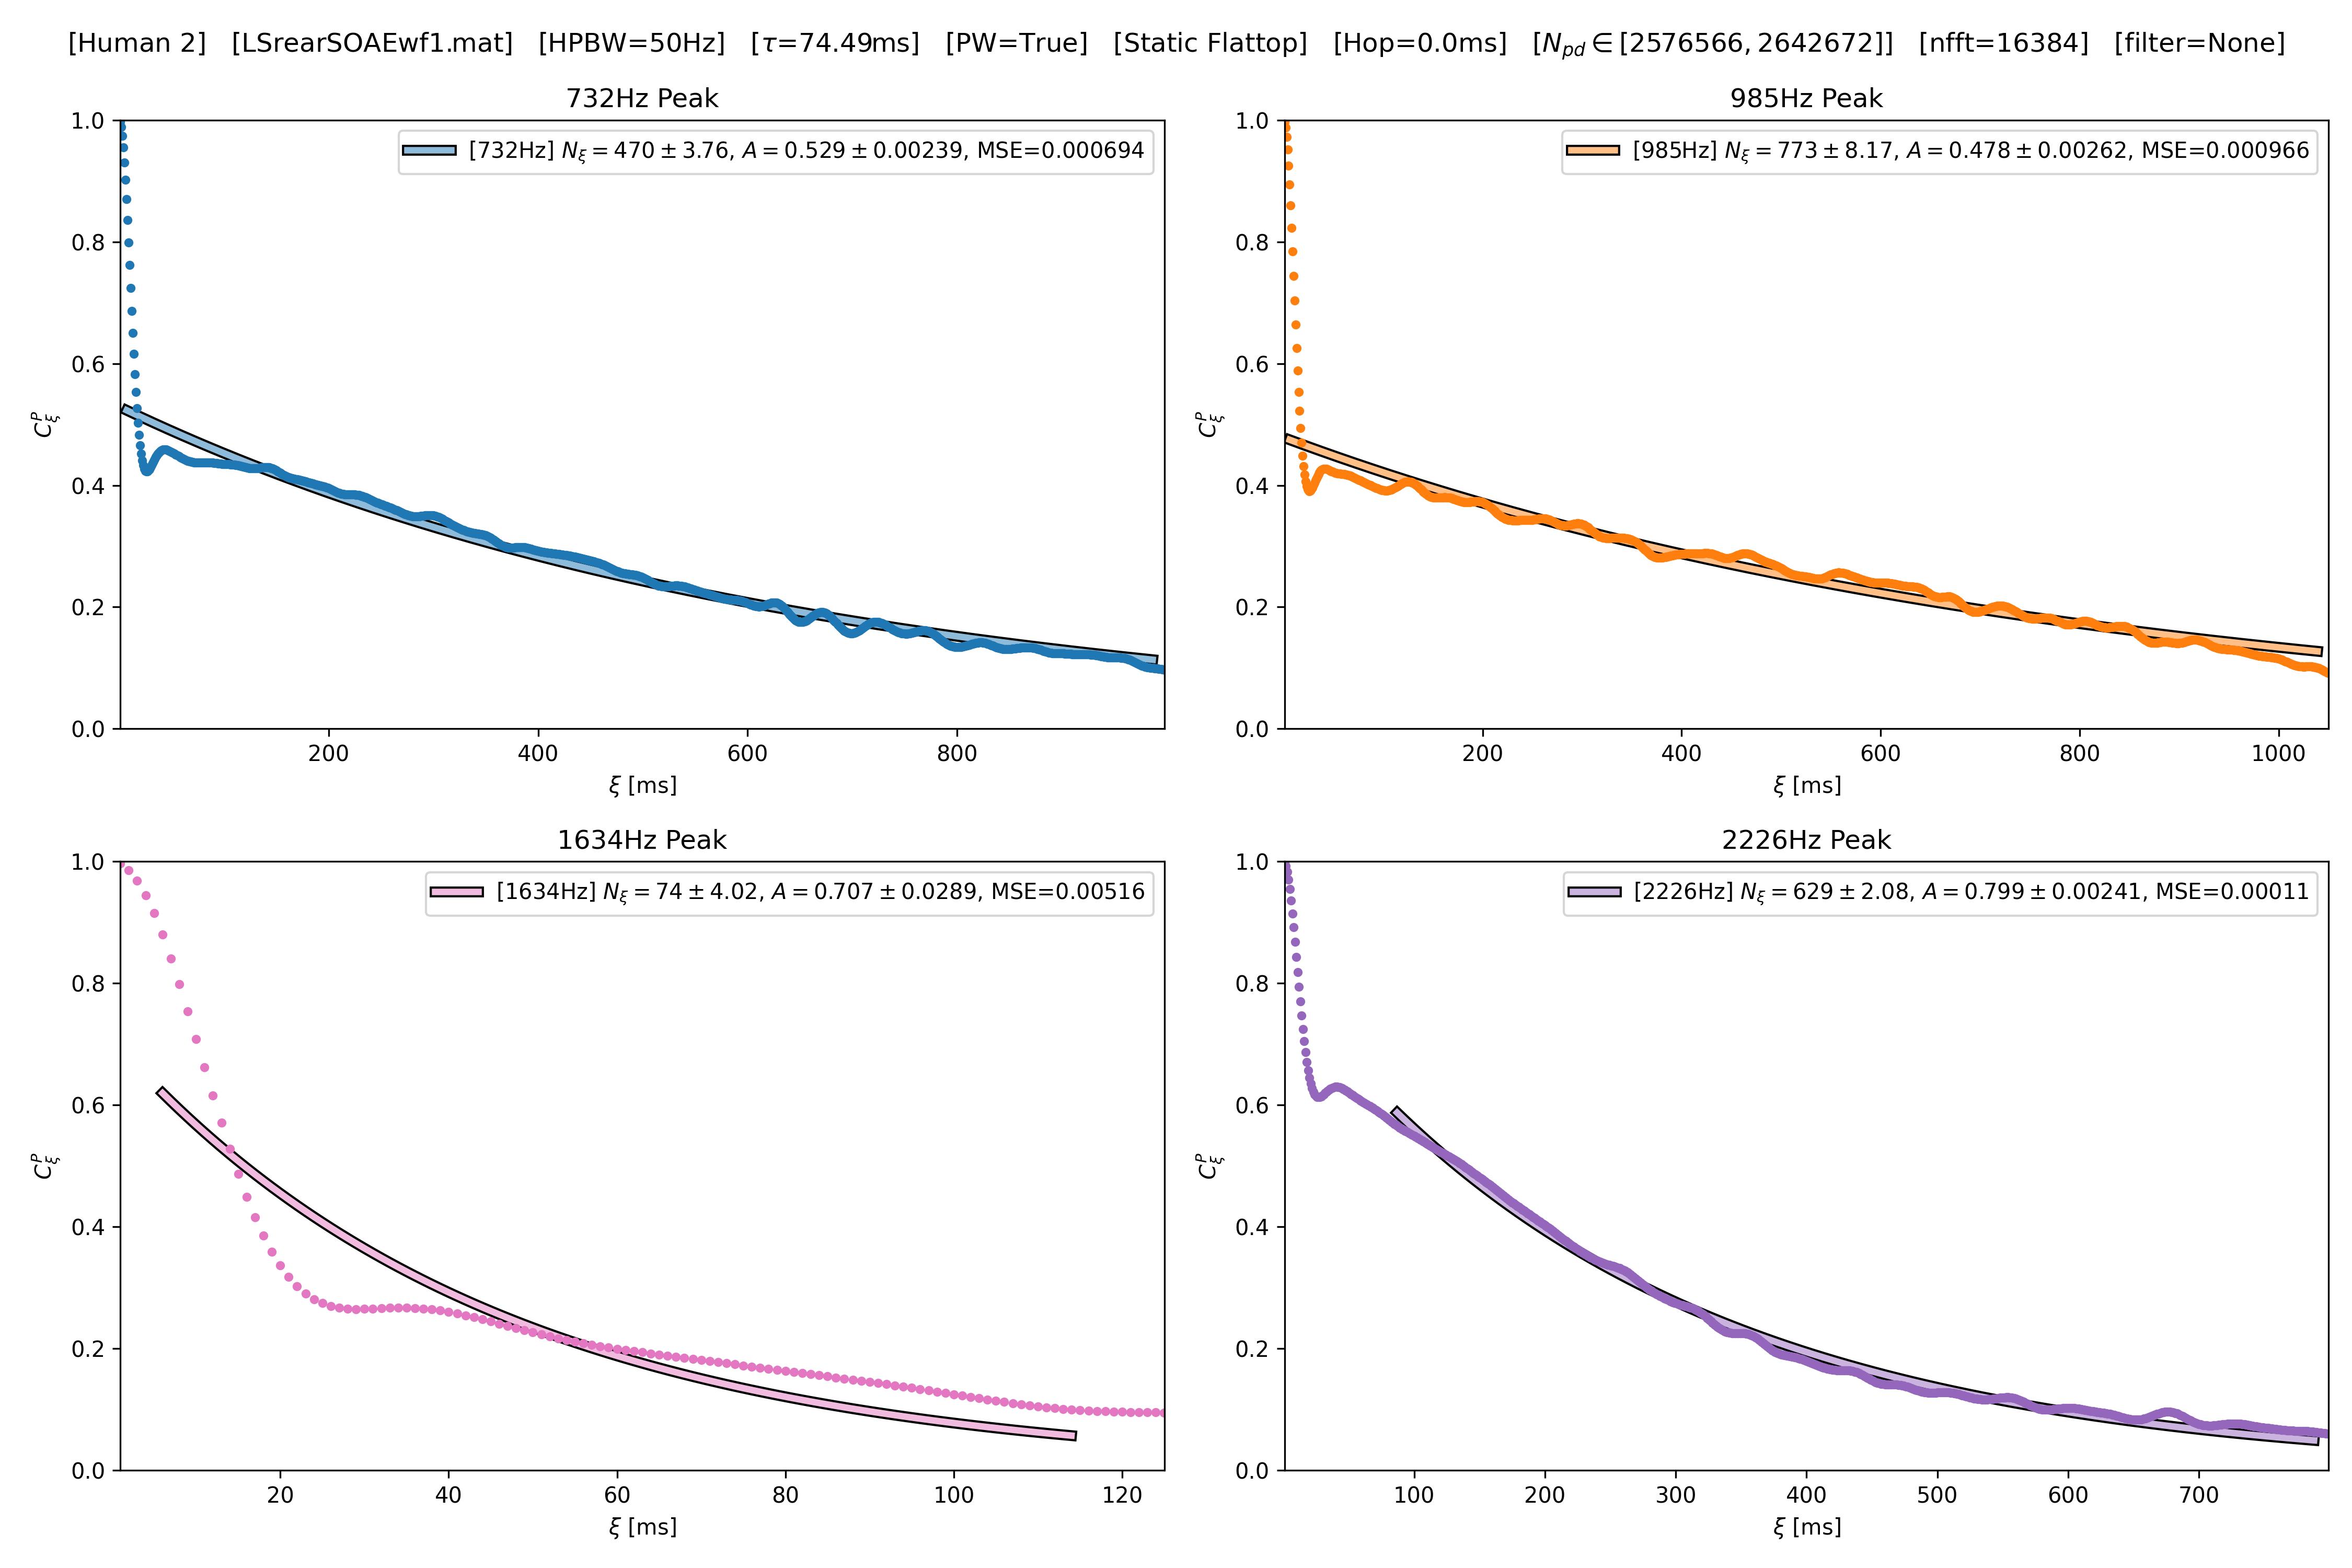 [Human 2] [LSrearSOAEwf1.mat] [HPBW=50Hz] [τ=74.49ms] [PW=True] [Static Flattop] [Hop=0.0ms] [N_pd ∈ [2576566, 2642672]] [nfft=16384] [filter=None]
732Hz Peak
[732Hz] N_ξ = 470 ± 3.76, A = 0.529 ± 0.00239, MSE=0.000694
1.0
0.8
0.6
0.4
0.2
0.0
C_ξ^P
200 400 600 800
ξ [ms]
985Hz Peak
[985Hz] N_ξ = 773 ± 8.17, A = 0.478 ± 0.00262, MSE=0.000966
1.0
0.8
0.6
0.4
0.2
0.0
C_ξ^P
200 400 600 800 1000
ξ [ms]
1634Hz Peak
[1634Hz] N_ξ = 74 ± 4.02, A = 0.707 ± 0.0289, MSE=0.00516
1.0
0.8
0.6
0.4
0.2
0.0
C_ξ^P
20 40 60 80 100 120
ξ [ms]
2226Hz Peak
[2226Hz] N_ξ = 629 ± 2.08, A = 0.799 ± 0.00241, MSE=0.00011
1.0
0.8
0.6
0.4
0.2
0.0
C_ξ^P
100 200 300 400 500 600 700
ξ [ms]